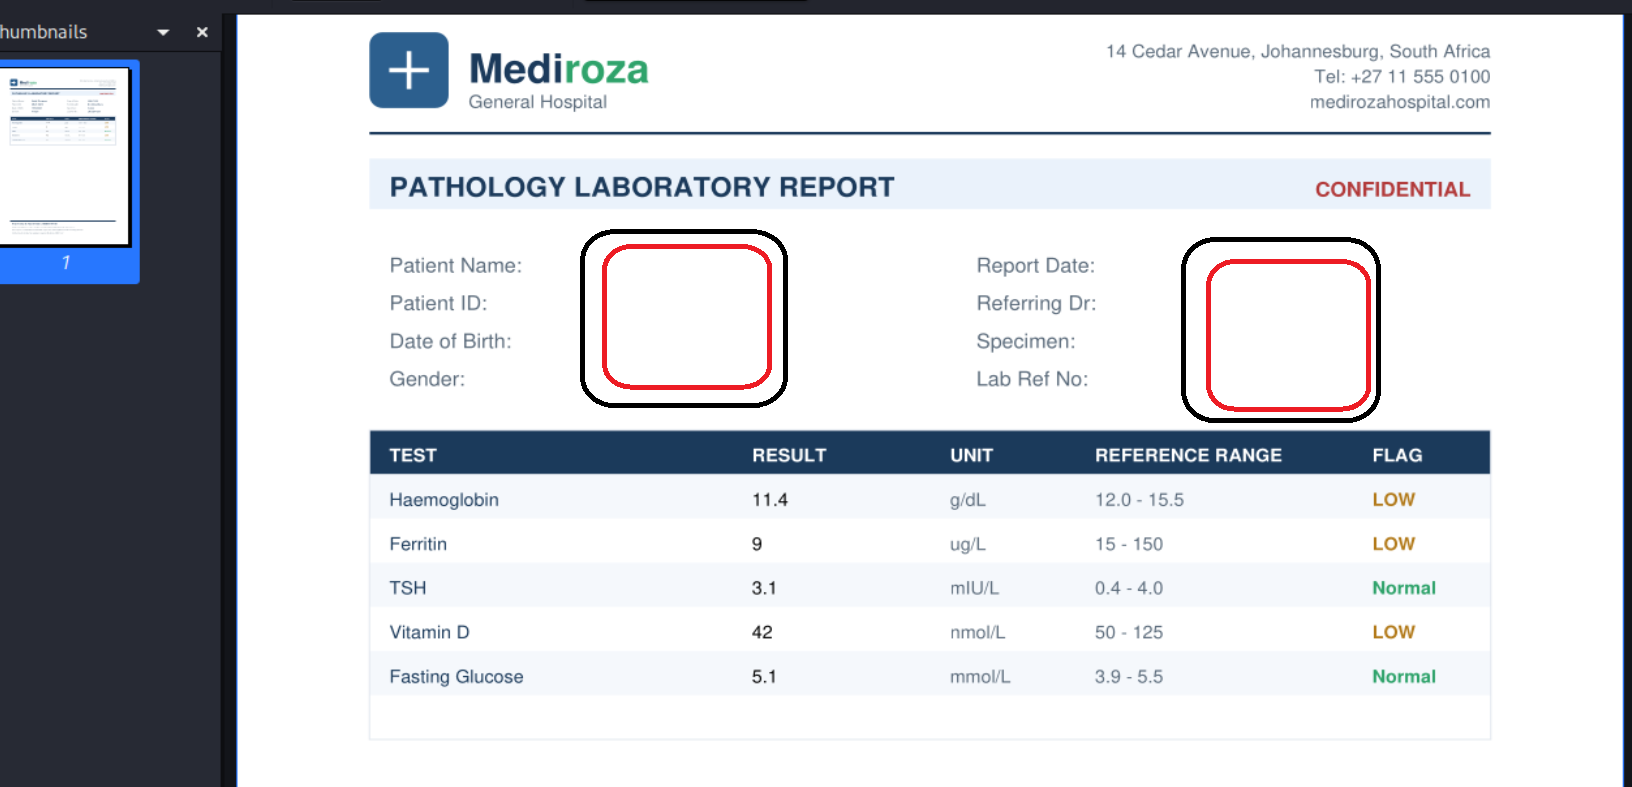 humbnails
1
Mediroza
General Hospital
14 Cedar Avenue, Johannesburg, South Africa
Tel: +27 11 555 0100
medirozahospital.com
PATHOLOGY LABORATORY REPORT CONFIDENTIAL
Patient Name: Report Date:
Patient ID: Referring Dr:
Date of Birth: Specimen:
Gender: Lab Ref No:
TEST RESULT UNIT REFERENCE RANGE FLAG
Haemoglobin 11.4 g/dL 12.0 - 15.5 LOW
Ferritin 9 ug/L 15 - 150 LOW
TSH 3.1 mIU/L 0.4 - 4.0 Normal
Vitamin D 42 nmol/L 50 - 125 LOW
Fasting Glucose 5.1 mmol/L 3.9 - 5.5 Normal